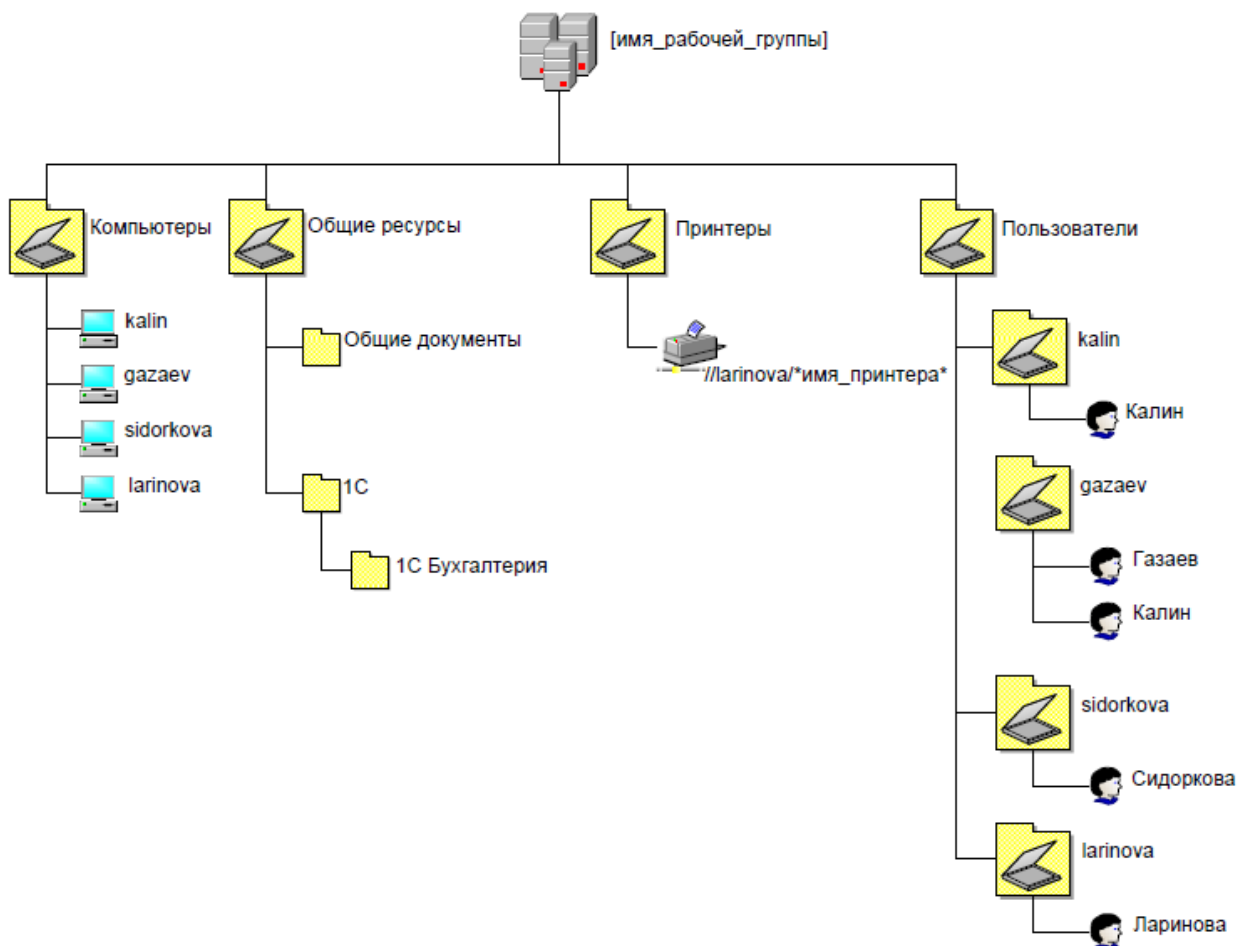 [имя_рабочей_группы]
Компьютеры
Общие ресурсы
Принтеры
Пользователи
kalin
gazaev
sidorkova
larinova
Общие документы
1С
1С Бухгалтерия
//larinova/*имя_принтера*
kalin
Калин
gazaev
Газаев
Калин
sidorkova
Сидоркова
larinova
Ларинова